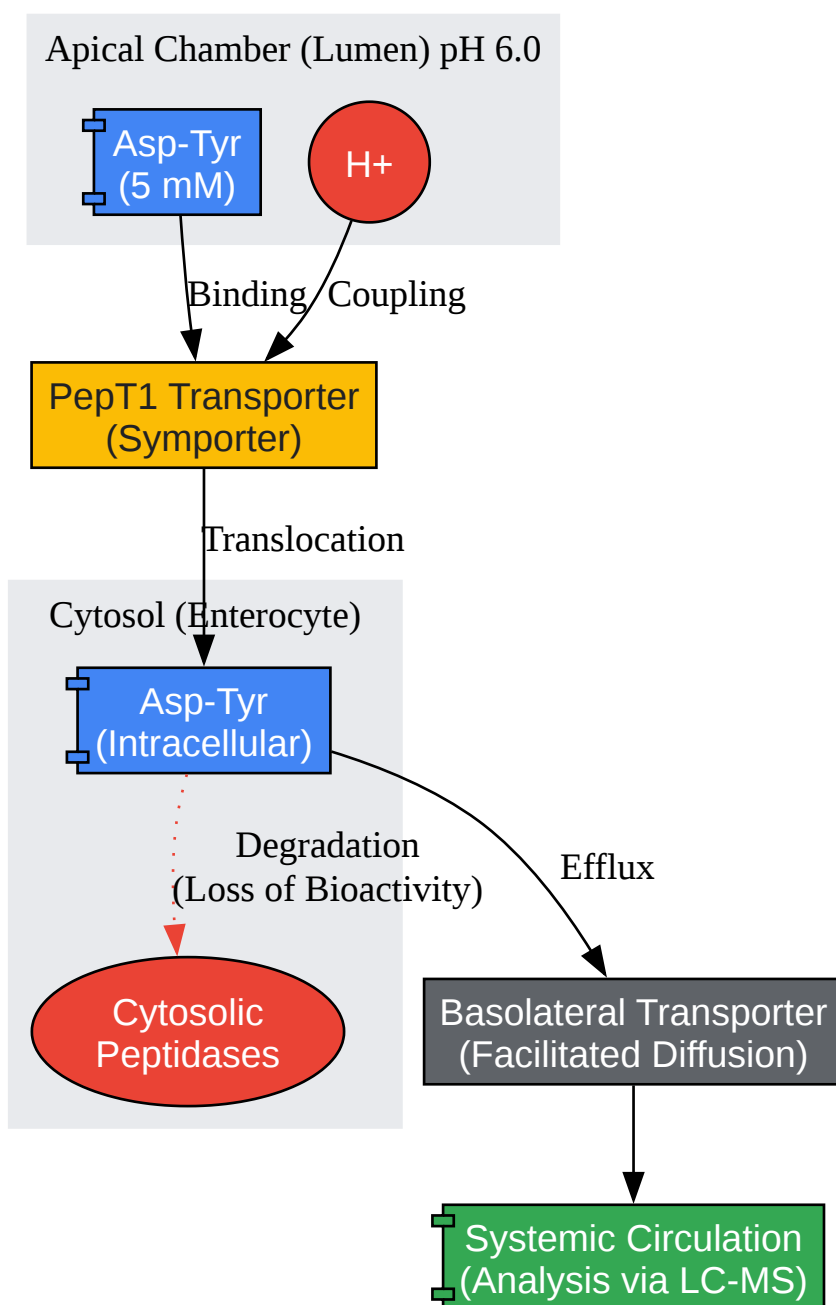 Apical Chamber (Lumen) pH 6.0
Asp-Tyr
(5 mM)
H+
Binding
Coupling
PepT1 Transporter
(Symporter)
Translocation
Cytosol (Enterocyte)
Asp-Tyr
(Intracellular)
Degradation
(Loss of Bioactivity)
Efflux
Cytosolic
Peptidases
Basolateral Transporter
(Facilitated Diffusion)
Systemic Circulation
(Analysis via LC-MS)